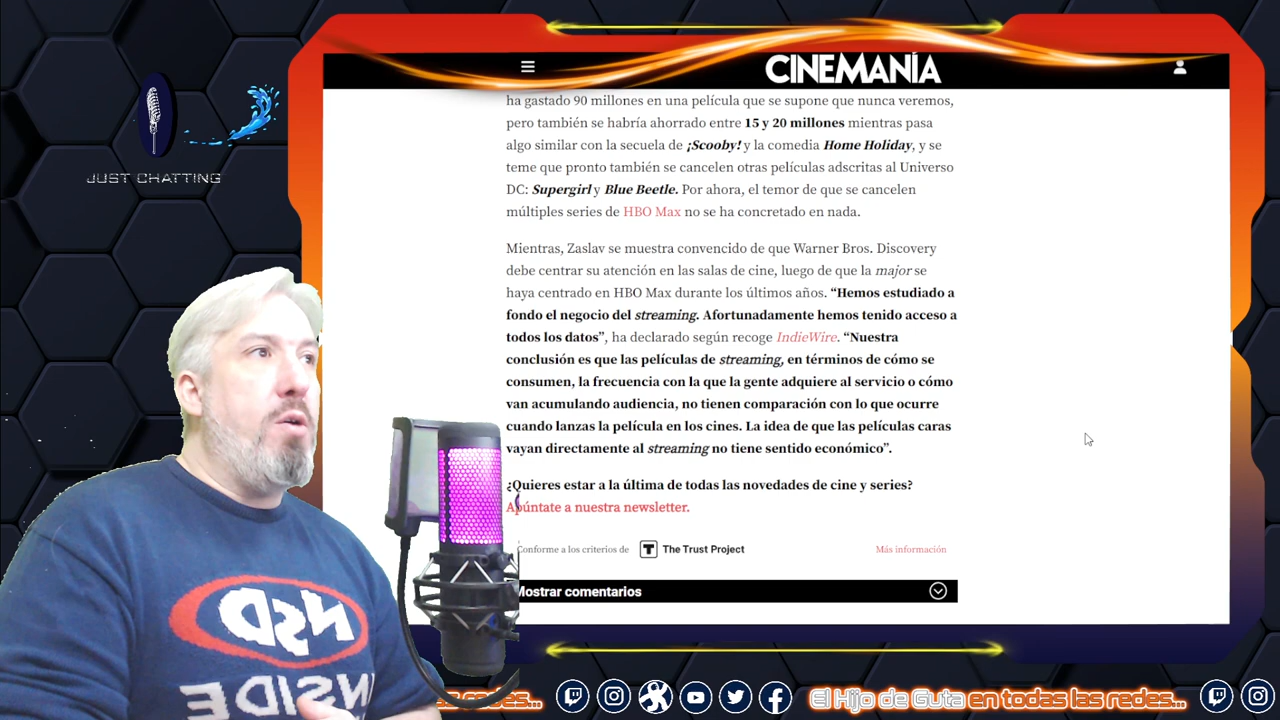 CINEMANÍA
ha gastado 90 millones en una película que se supone que nunca veremos,
pero también se habría ahorrado entre 15 y 20 millones mientras pasa
algo similar con la secuela de ¡Scooby! y la comedia Home Holiday, y se
teme que pronto también se cancelen otras películas adscritas al Universo
DC: Supergirl y Blue Beetle. Por ahora, el temor de que se cancelen
múltiples series de HBO Max no se ha concretado en nada.
Mientras, Zaslav se muestra convencido de que Warner Bros. Discovery
debe centrar su atención en las salas de cine, luego de que la major se
haya centrado en HBO Max durante los últimos años. “Hemos estudiado a
fondo el negocio del streaming. Afortunadamente hemos tenido acceso a
todos los datos”, ha declarado según recoge IndieWire. “Nuestra
conclusión es que las películas de streaming, en términos de cómo se
consumen, la frecuencia con la que la gente adquiere al servicio o cómo
van acumulando audiencia, no tienen comparación con lo que ocurre
cuando lanzas la película en los cines. La idea de que las películas caras
vayan directamente al streaming no tiene sentido económico”.
¿Quieres estar a la última de todas las novedades de cine y series?
Apúntate a nuestra newsletter.
Conforme a los criterios de The Trust Project Más información
Mostrar comentarios
JUST CHATTING
NSD
INSIDE
redes... El Hijo de Guta en todas las redes...